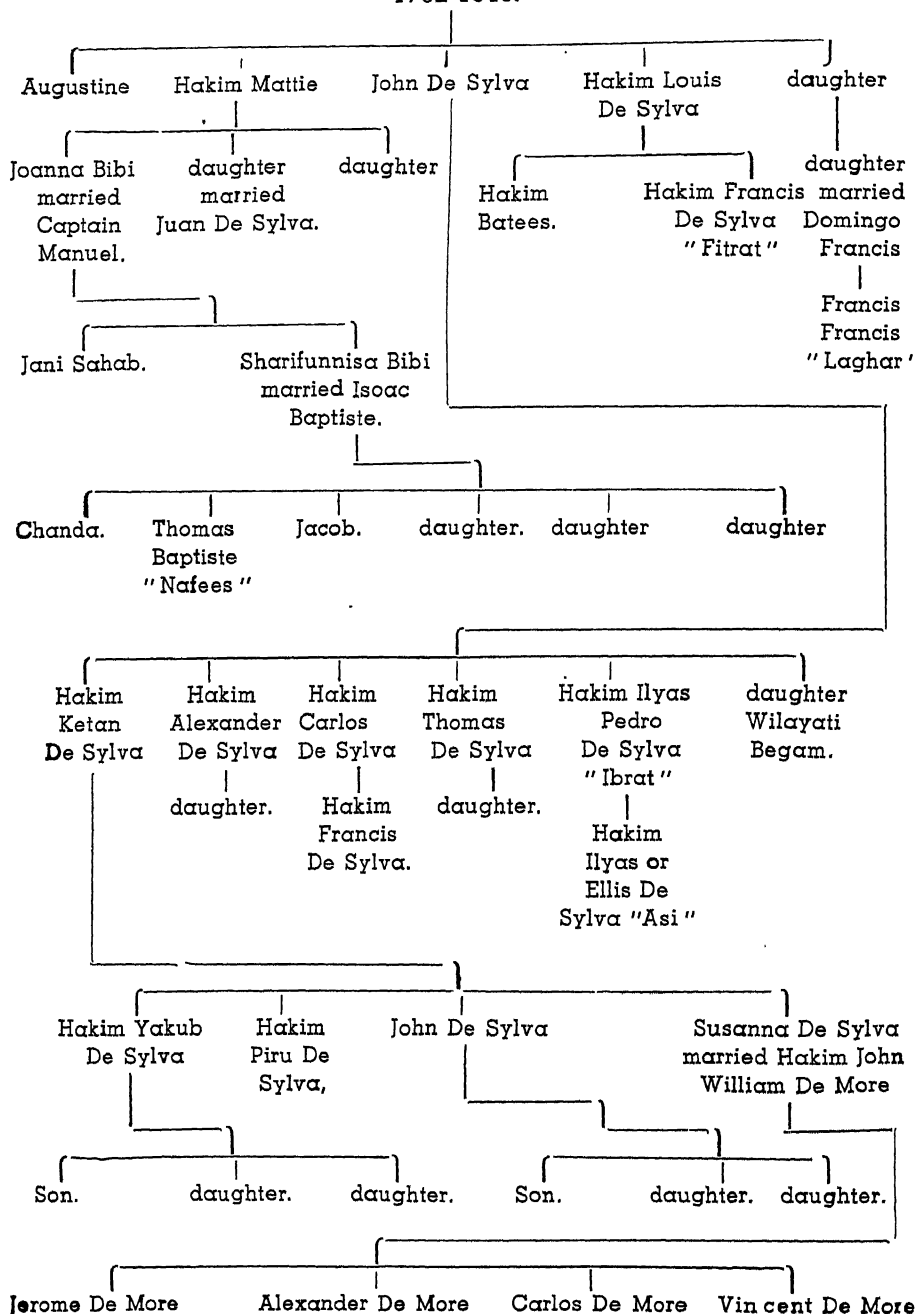 Augustine Hakim Mattie John De Sylva Hakim Louis daughter
De Sylva
Joanna Bibi daughter daughter Hakim Hakim Francis daughter
married married Batees. De Sylva married
Captain Juan De Sylva. "Fitrat" Domingo
Manuel. Francis
Francis
Jani Sahab. Sharifunnisa Bibi Francis
married Isoac "Laghar'
Baptiste.
Chanda. Thomas Jacob. daughter. daughter daughter
Baptiste
"Nafees"
Hakim Hakim Hakim Hakim Hakim Ilyas daughter
Ketan Alexander Carlos Thomas Pedro Wilayati
De Sylva De Sylva De Sylva De Sylva De Sylva Begam.
"Ibrat"
daughter. Hakim daughter. Hakim
Francis Ilyas or
De Sylva. Ellis De
Sylva "Asi"
Hakim Yakub Hakim John De Sylva Susanna De Sylva
De Sylva Piru De married Hakim John
Sylva, William De More
Son. daughter. daughter. Son. daughter. daughter.
Jerome De More Alexander De More Carlos De More Vin cent De More